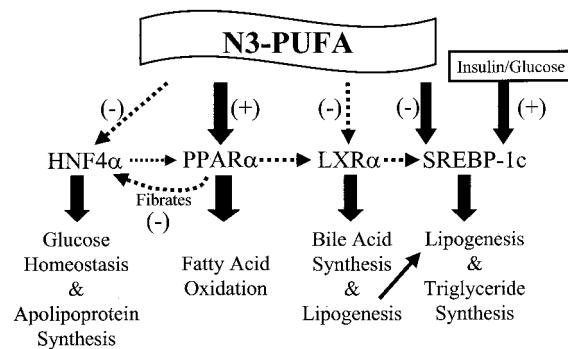 N3-PUFA
Insulin/Glucose
(-)
(+)
(-)
(-)
(+)
HNF4α
PPARα
LXRα
SREBP-1c
Fibrates
(-)
Glucose
Homeostasis
&
Apolipoprotein
Synthesis
Fatty Acid
Oxidation
Bile Acid
Synthesis
&
Lipogenesis
Lipogenesis
&
Triglyceride
Synthesis